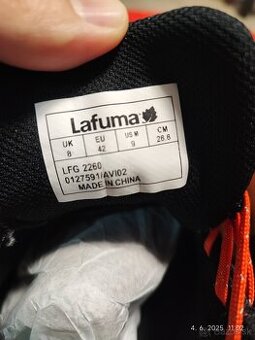 Lafuma
UK EU US M CM
8 42 9 26.6
LFG 2260
0127591/AVI02
MADE IN CHINA
4. 6. 2025 11:02